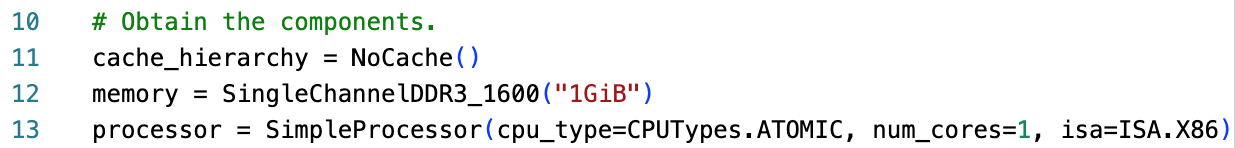 10 # Obtain the components.
11 cache_hierarchy = NoCache()
12 memory = SingleChannelDDR3_1600("1GiB")
13 processor = SimpleProcessor(cpu_type=CPUTypes.ATOMIC, num_cores=1, isa=ISA.X86)